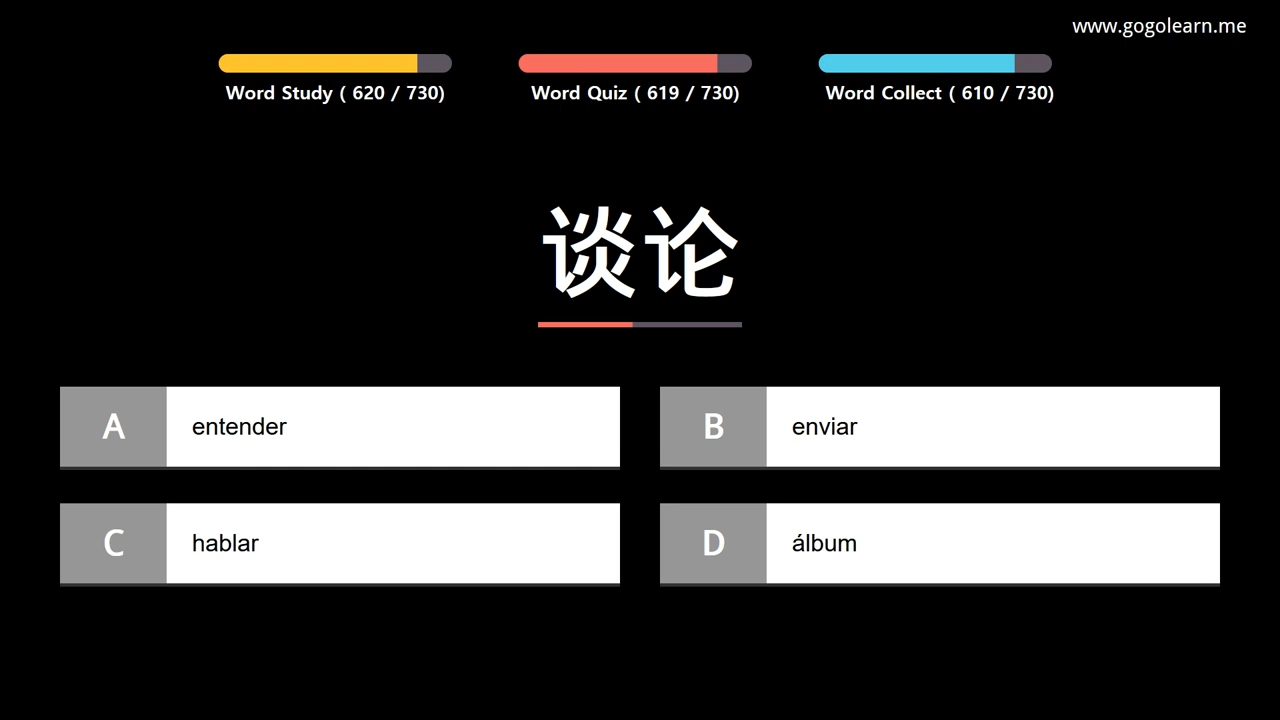 www.gogolearn.me
Word Study ( 620 / 730)
Word Quiz ( 619 / 730)
Word Collect ( 610 / 730)
谈论
A entender
B enviar
C hablar
D álbum